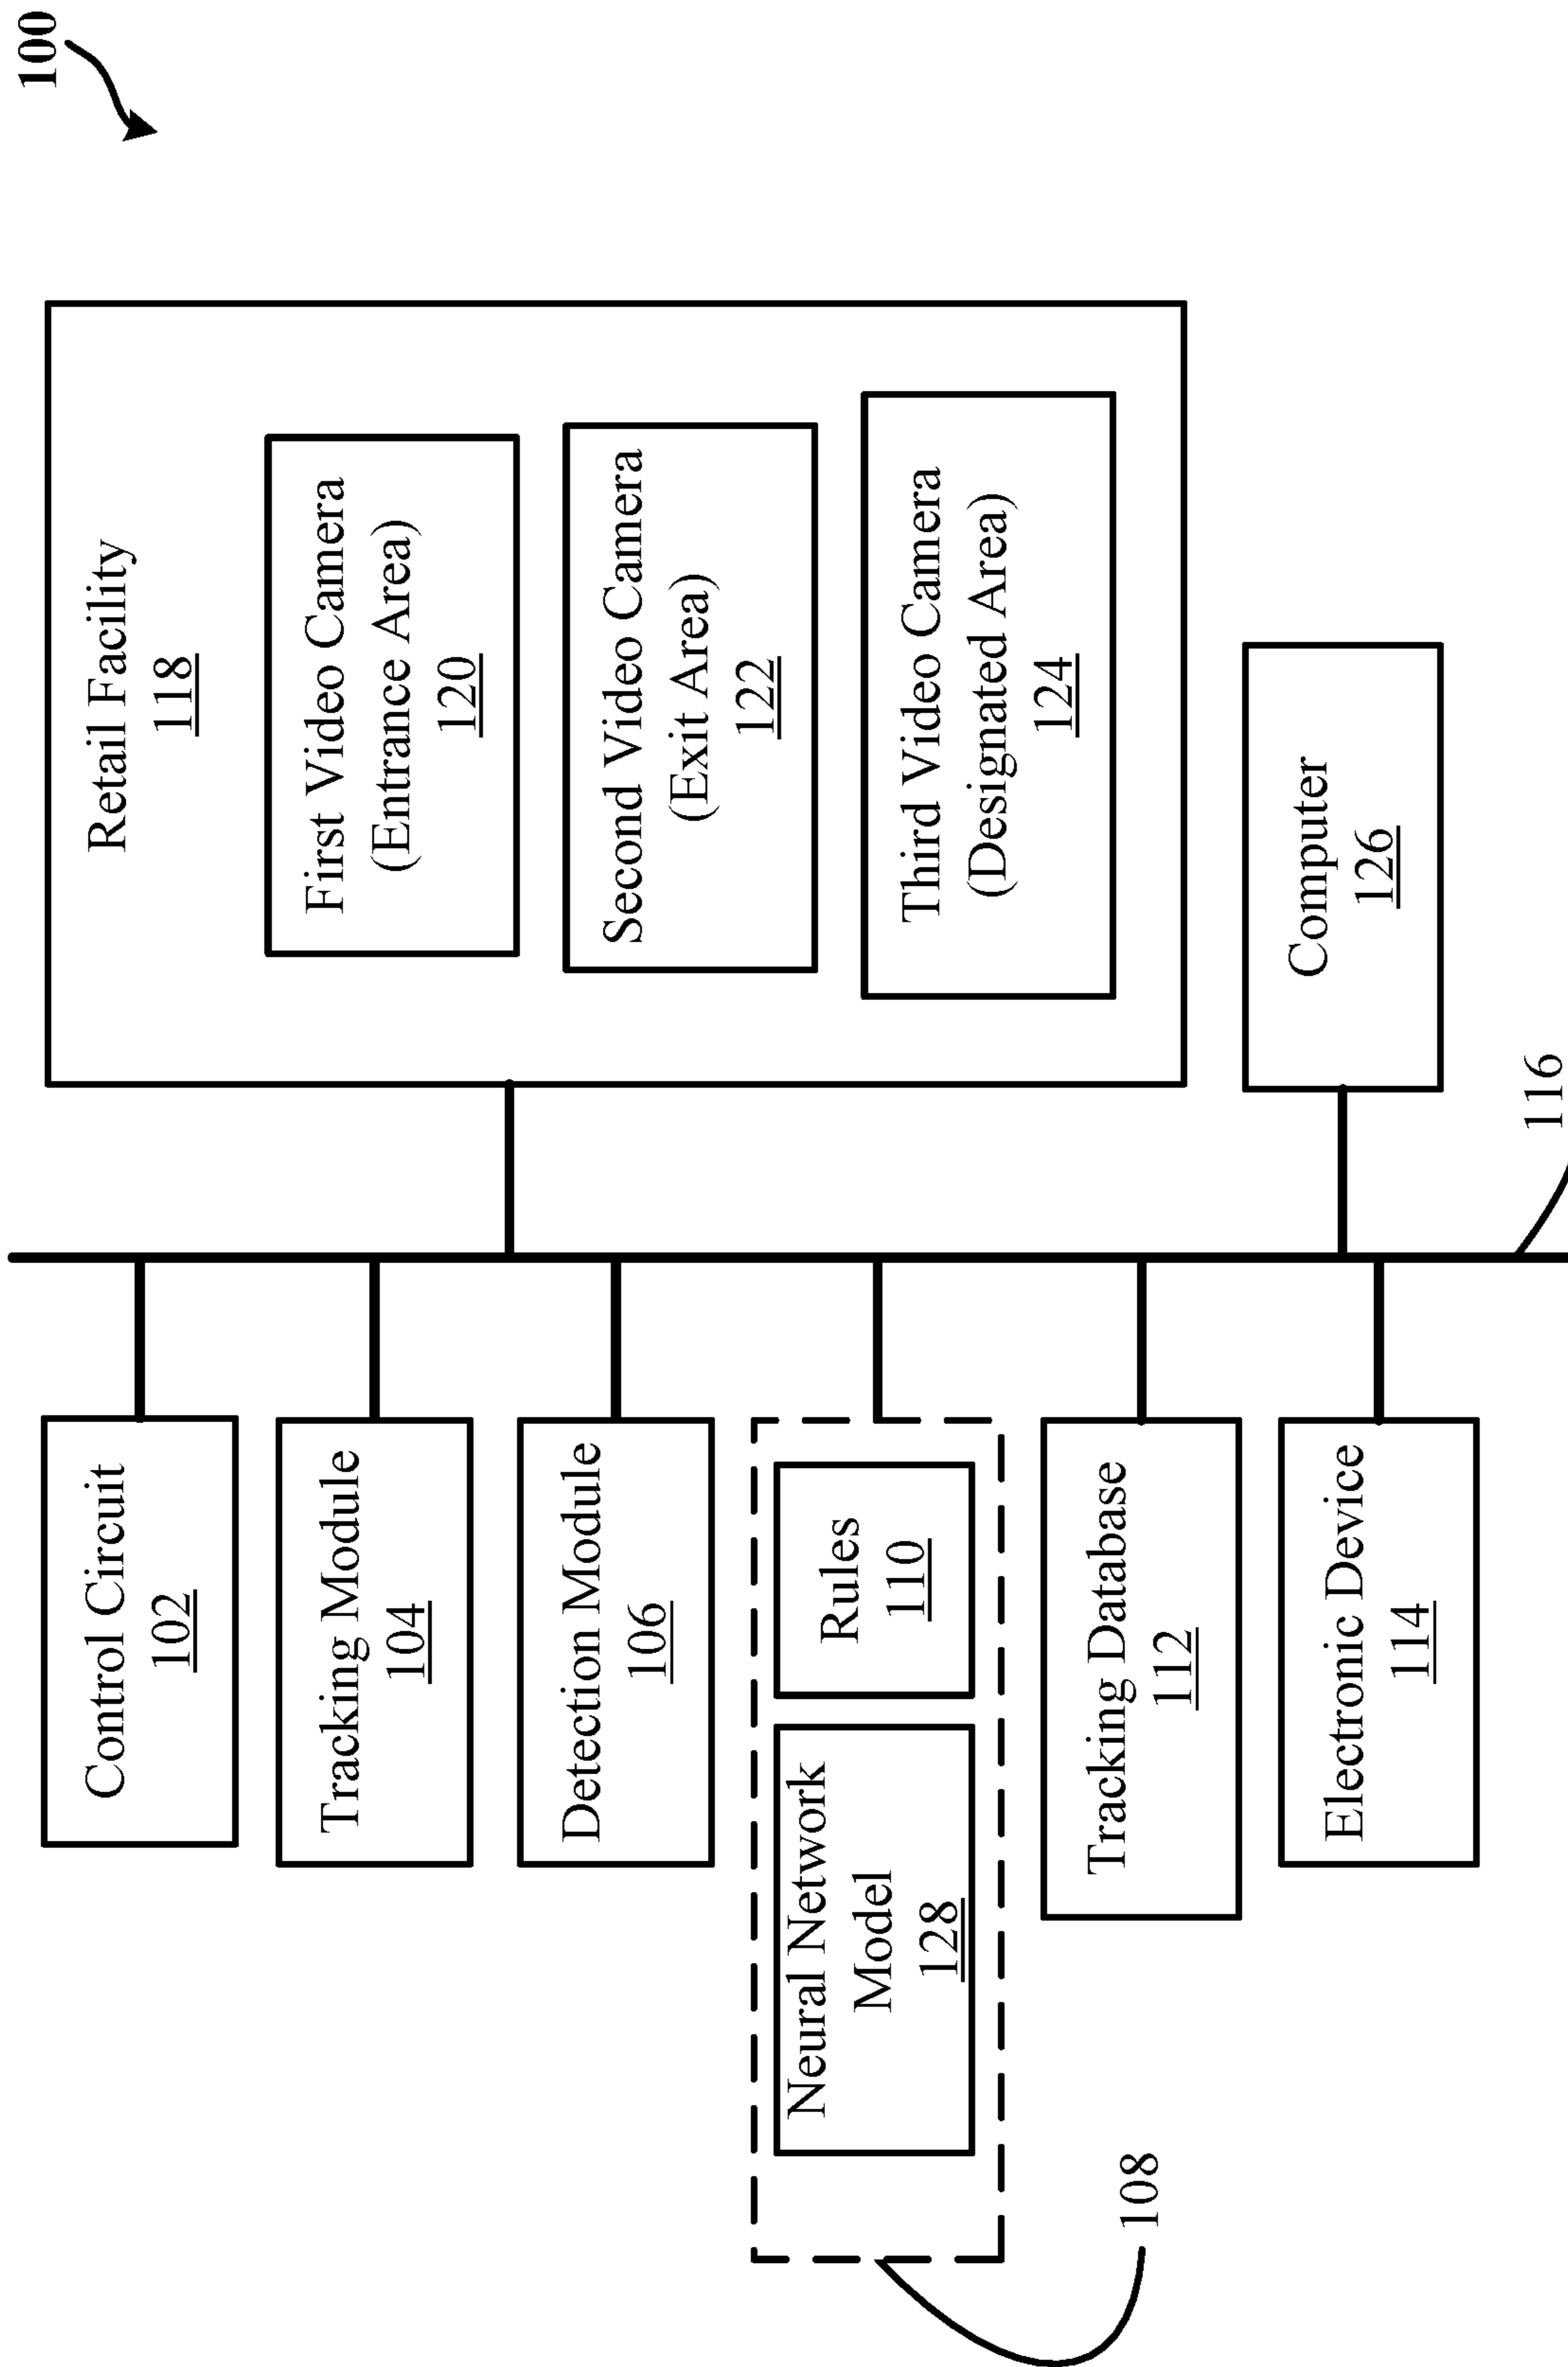 100
Retail Facility
118
First Video Camera
(Entrance Area)
120
Second Video Camera
(Exit Area)
122
Third Video Camera
(Designated Area)
124
Computer
126
116
Control Circuit
102
Tracking Module
104
Detection Module
106
Neural Network
Model
128
Rules
110
108
Tracking Database
112
Electronic Device
114